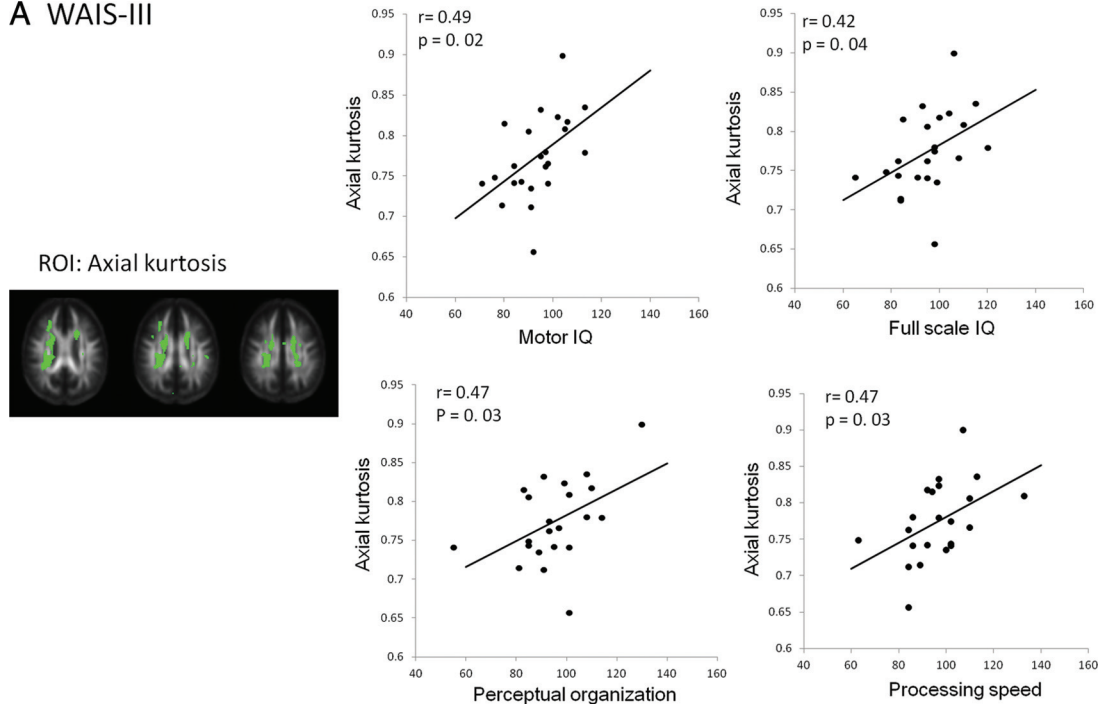 A WAIS-III
ROI: Axial kurtosis
r= 0.49
p = 0. 02
Axial kurtosis
0.95
0.9
0.85
0.8
0.75
0.7
0.65
0.6
40 60 80 100 120 140 160
Motor IQ
r= 0.42
p = 0. 04
Axial kurtosis
0.95
0.9
0.85
0.8
0.75
0.7
0.65
0.6
40 60 80 100 120 140 160
Full scale IQ
r= 0.47
P = 0. 03
Axial kurtosis
0.95
0.9
0.85
0.8
0.75
0.7
0.65
0.6
40 60 80 100 120 140 160
Perceptual organization
r= 0.47
p = 0. 03
Axial kurtosis
0.95
0.9
0.85
0.8
0.75
0.7
0.65
0.6
40 60 80 100 120 140 160
Processing speed